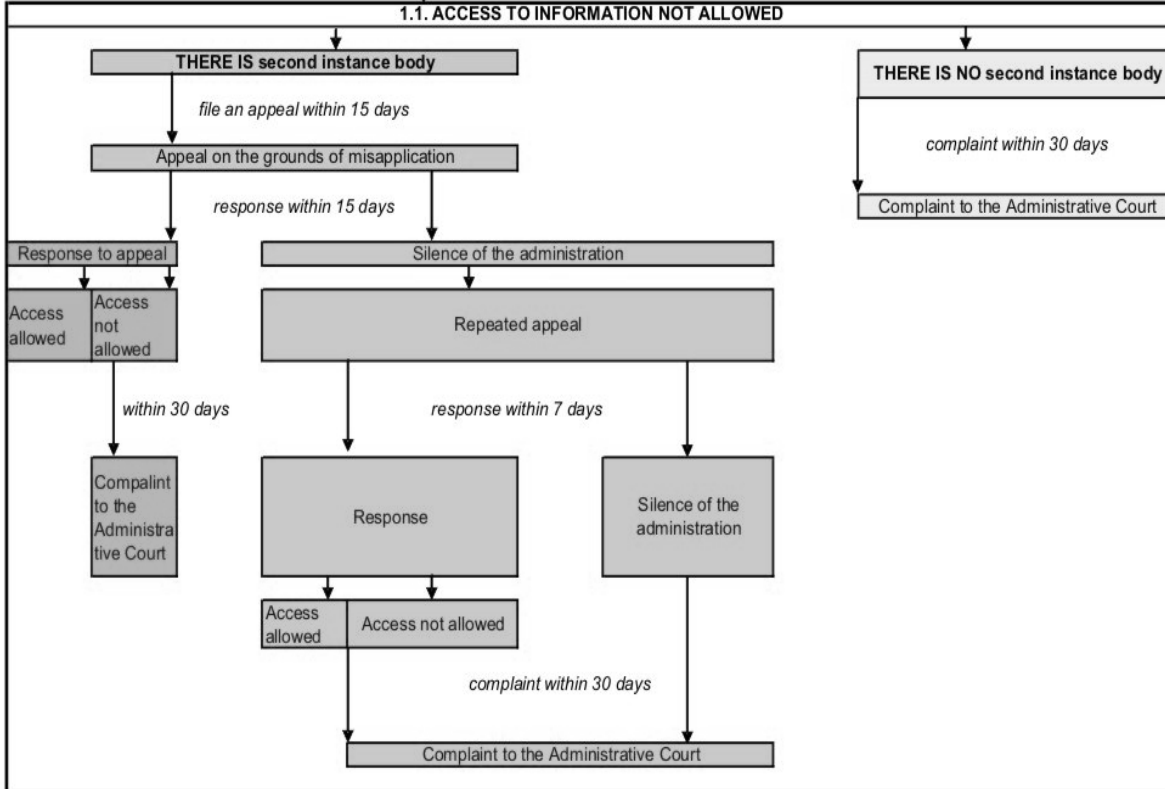 1.1. ACCESS TO INFORMATION NOT ALLOWED
THERE IS second instance body
THERE IS NO second instance body
file an appeal within 15 days
complaint within 30 days
Appeal on the grounds of misapplication
response within 15 days
Complaint to the Administrative Court
Response to appeal
Silence of the administration
Access
allowed
Access
not
allowed
Repeated appeal
within 30 days
response within 7 days
Compalint
to the
Administra
tive Court
Response
Silence of the
administration
Access
allowed
Access not allowed
complaint within 30 days
Complaint to the Administrative Court